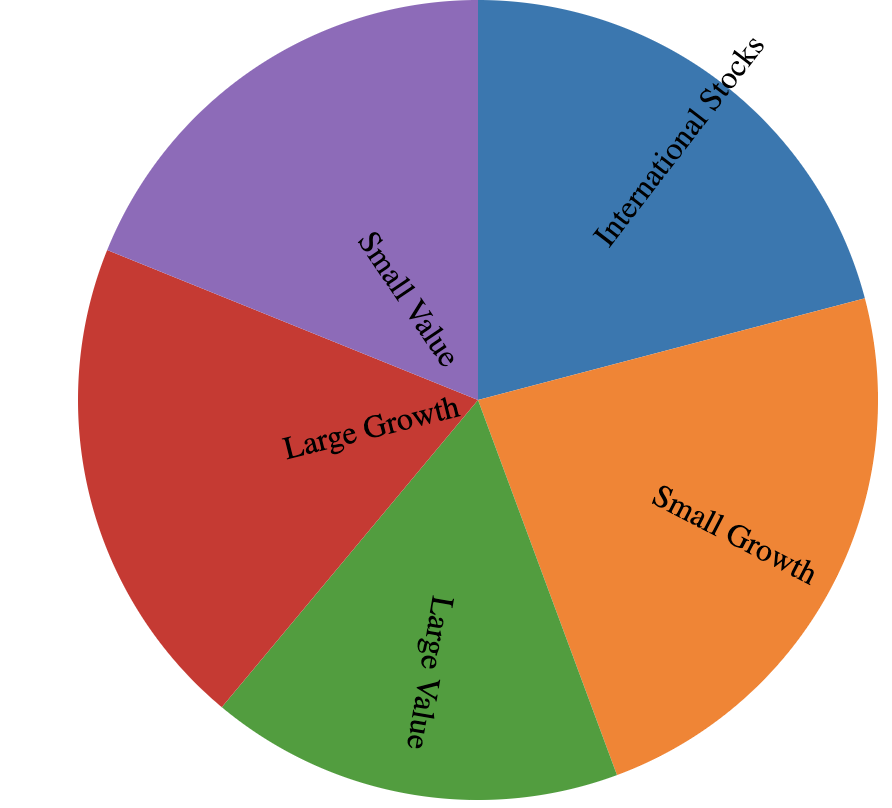 International Stocks
Small Growth
Large Value
Large Growth
Small Value